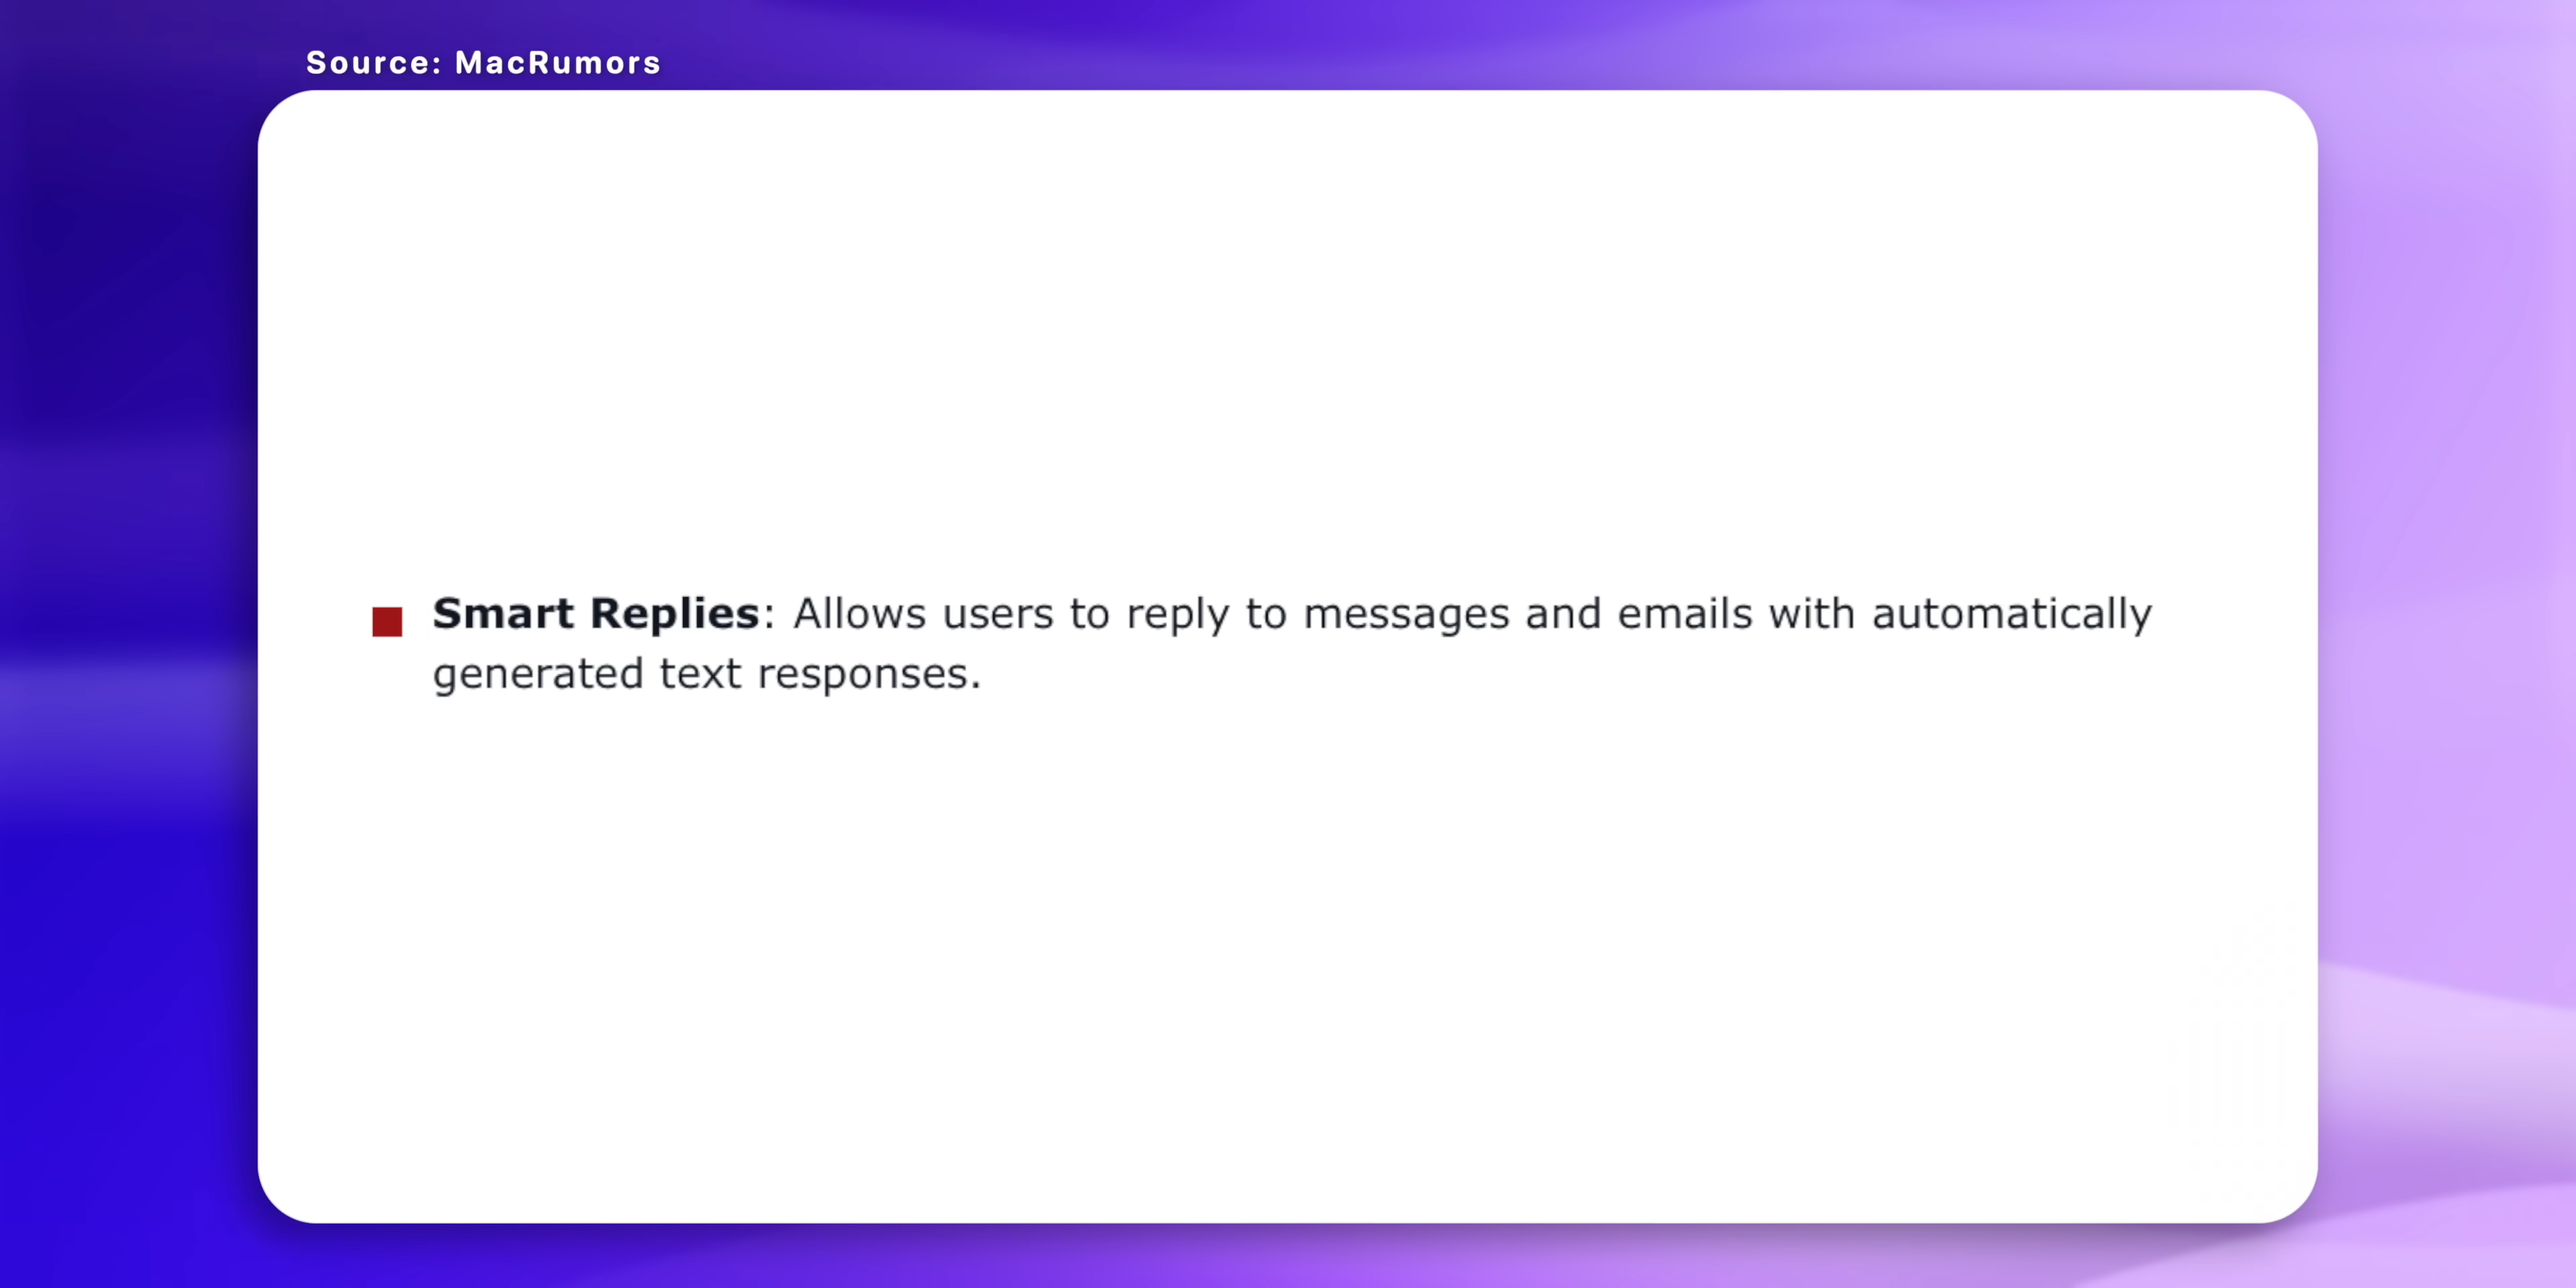 Source: MacRumors
Smart Replies: Allows users to reply to messages and emails with automatically
generated text responses.